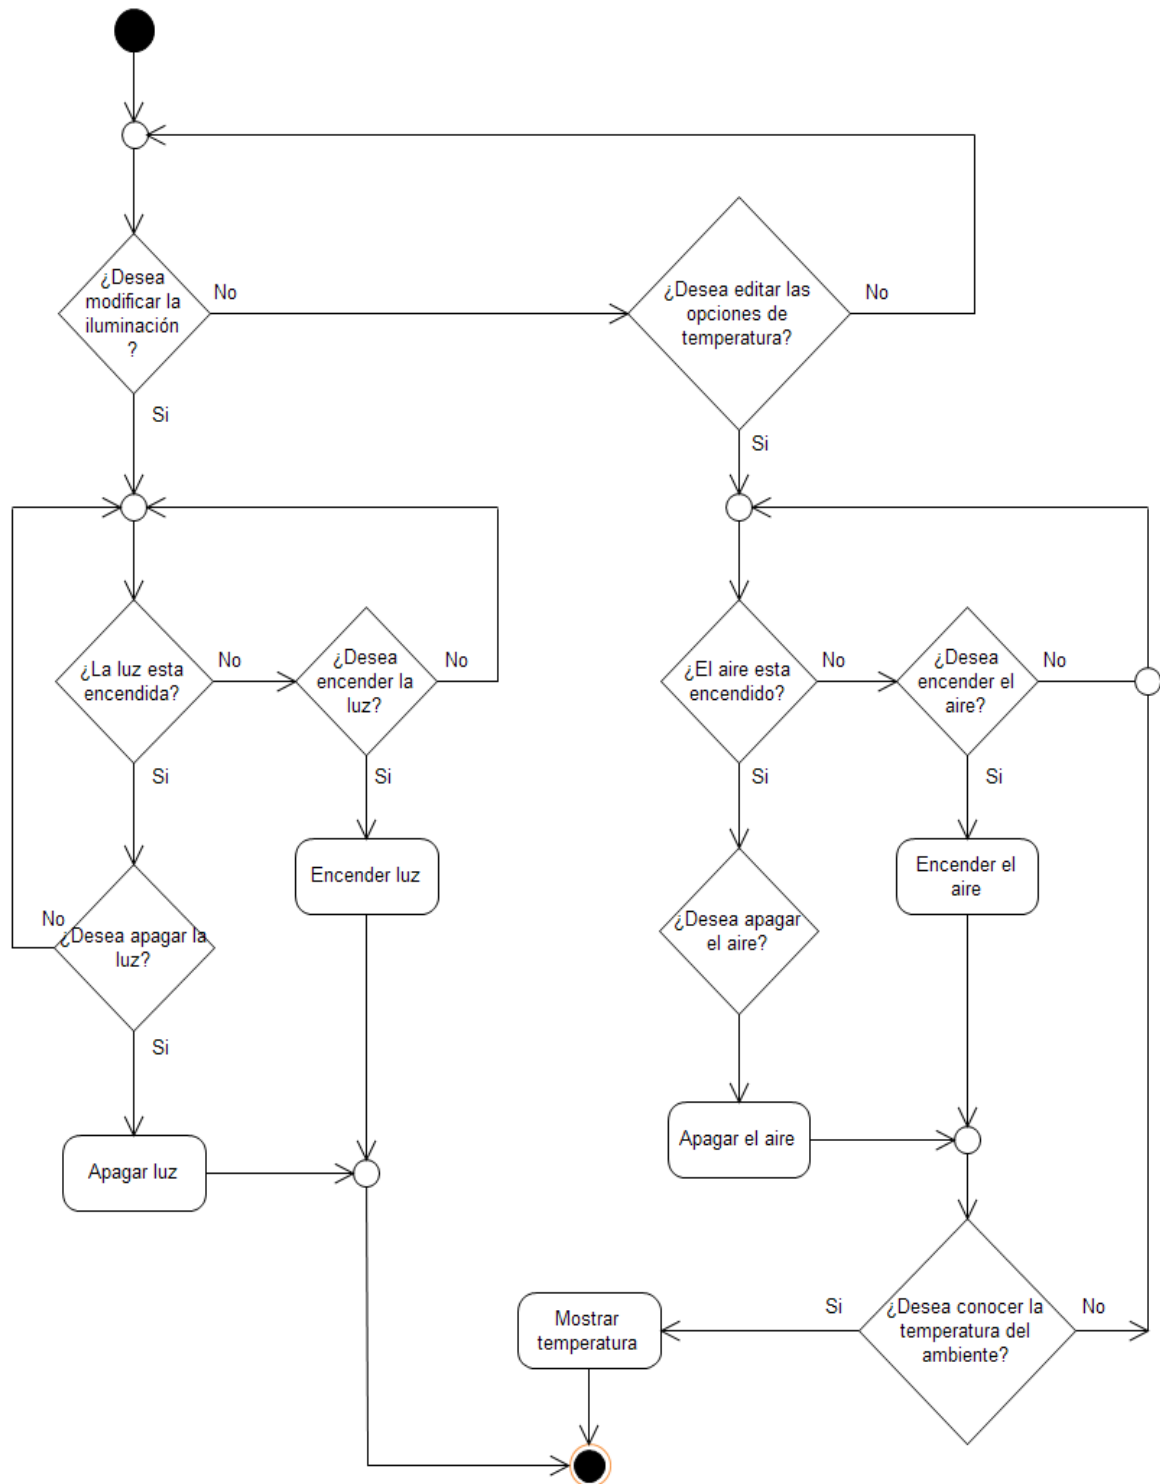 ¿Desea
modificar la
iluminación
?
No
¿Desea editar las
opciones de
temperatura?
No
Si
Si
¿La luz esta
encendida?
No
¿Desea
encender la
luz?
No
¿El aire esta
encendido?
No
¿Desea
encender el
aire?
No
Si
Si
Si
Si
Encender luz
Encender el
aire
No
¿Desea apagar la
luz?
¿Desea apagar
el aire?
Si
Apagar luz
Apagar el aire
Mostrar
temperatura
Si
¿Desea conocer la
temperatura del
ambiente?
No